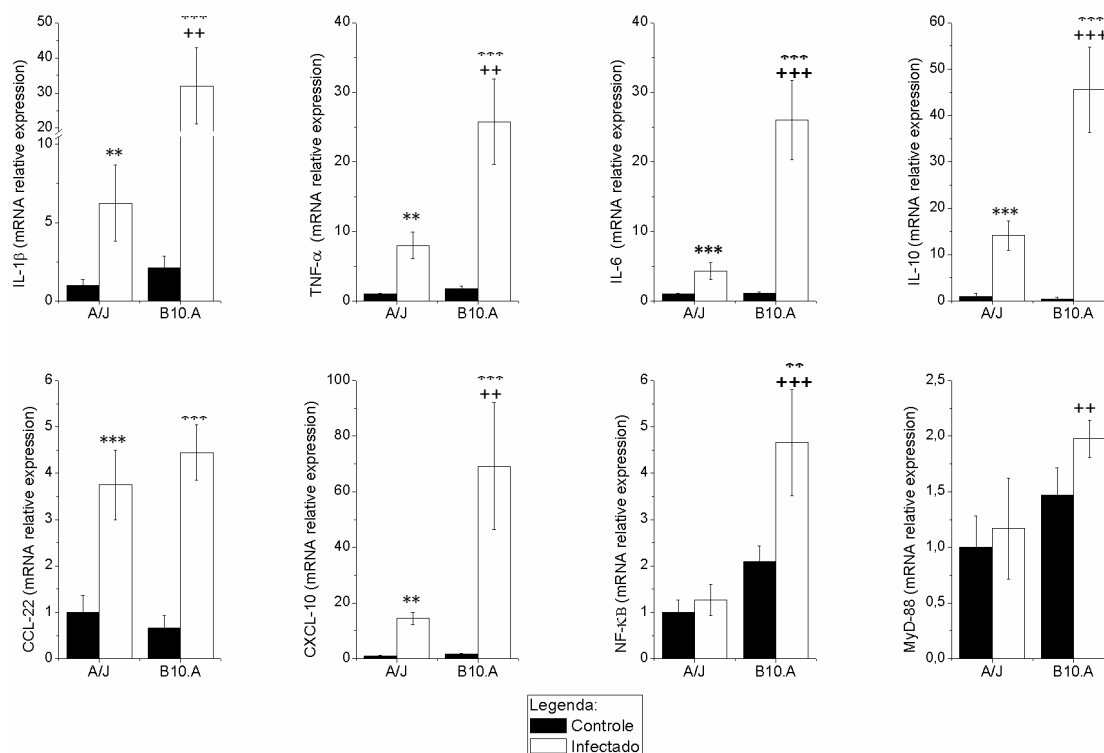 50
40
30
20
10
5
0
IL-1β (mRNA relative expression)
**
++
A/J
B10.A
40
30
20
10
0
TNF-α (mRNA relative expression)
**
++
A/J
B10.A
40
30
20
10
0
IL-6 (mRNA relative expression)
***
+++
A/J
B10.A
60
50
45
30
15
0
IL-10 (mRNA relative expression)
***
+++
A/J
B10.A
6
5
4
3
2
1
0
CCL-22 (mRNA relative expression)
***
A/J
B10.A
100
80
60
40
20
0
CXCL-10 (mRNA relative expression)
**
++
A/J
B10.A
6
5
4
3
2
1
0
NF-κB (mRNA relative expression)
+++
A/J
B10.A
2,5
2,0
1,5
1,0
0,5
0,0
MyD-88 (mRNA relative expression)
++
A/J
B10.A
Legenda:
Controle
Infectado